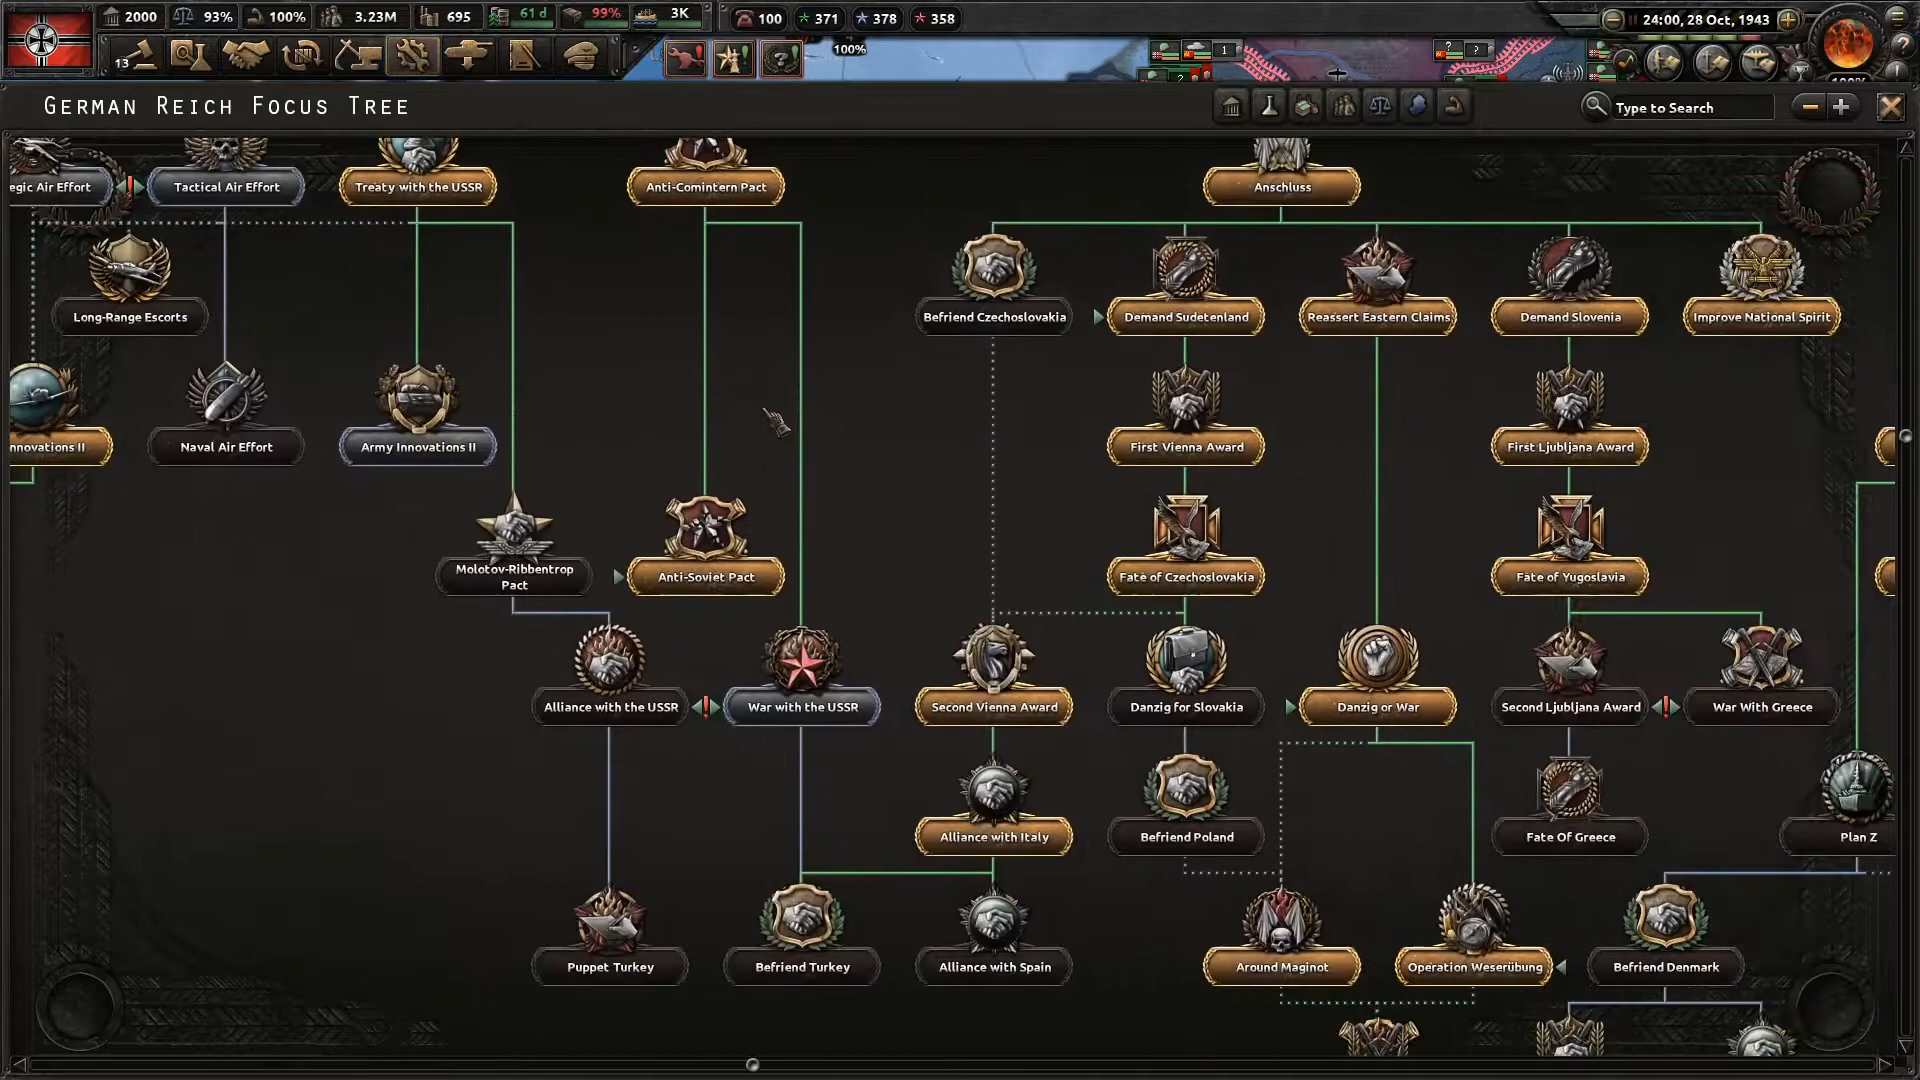 2000
93%
100%
3.23M
695
61 d
99%
3K
100
371
378
358
24:00, 28 Oct, 1943
13
100%
1
?
?
2
GERMAN REICH FOCUS TREE
Type to Search
egic Air Effort
Tactical Air Effort
Treaty with the USSR
Anti-Comintern Pact
Anschluss
Long-Range Escorts
Befriend Czechoslovakia
Demand Sudetenland
Reassert Eastern Claims
Demand Slovenia
Improve National Spirit
nnovations II
Naval Air Effort
Army Innovations II
First Vienna Award
First Ljubljana Award
Molotov-Ribbentrop
Pact
Anti-Soviet Pact
Fate of Czechoslovakia
Fate of Yugoslavia
Alliance with the USSR
War with the USSR
Second Vienna Award
Danzig for Slovakia
Danzig or War
Second Ljubljana Award
War With Greece
Alliance with Italy
Befriend Poland
Fate Of Greece
Plan Z
Puppet Turkey
Befriend Turkey
Alliance with Spain
Around Maginot
Operation Weserübung
Befriend Denmark